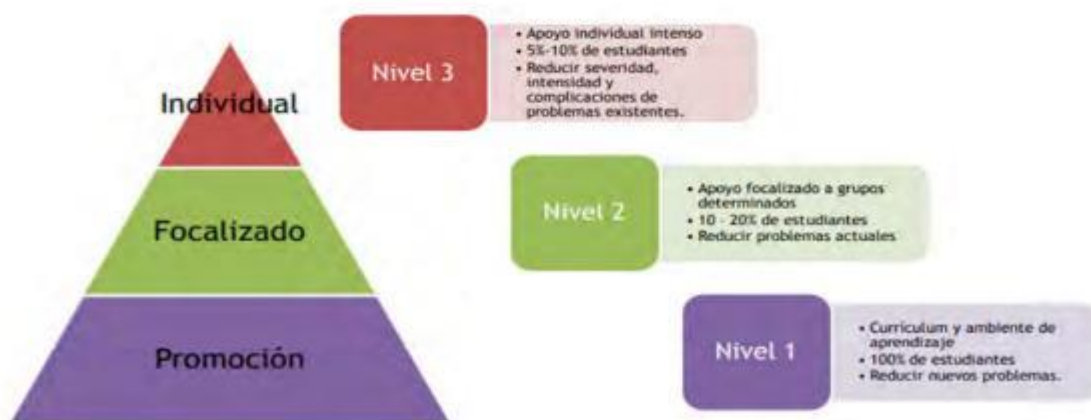 Individual
Nivel 3
• Apoyo individual intenso
• 5%-10% de estudiantes
• Reducir severidad,
intensidad y
complicaciones de
problemas existentes.
Focalizado
Nivel 2
• Apoyo focalizado a grupos
determinados
• 10 - 20% de estudiantes
• Reducir problemas actuales
Promoción
Nivel 1
• Currículum y ambiente de
aprendizaje
• 100% de estudiantes
• Reducir nuevos problemas.